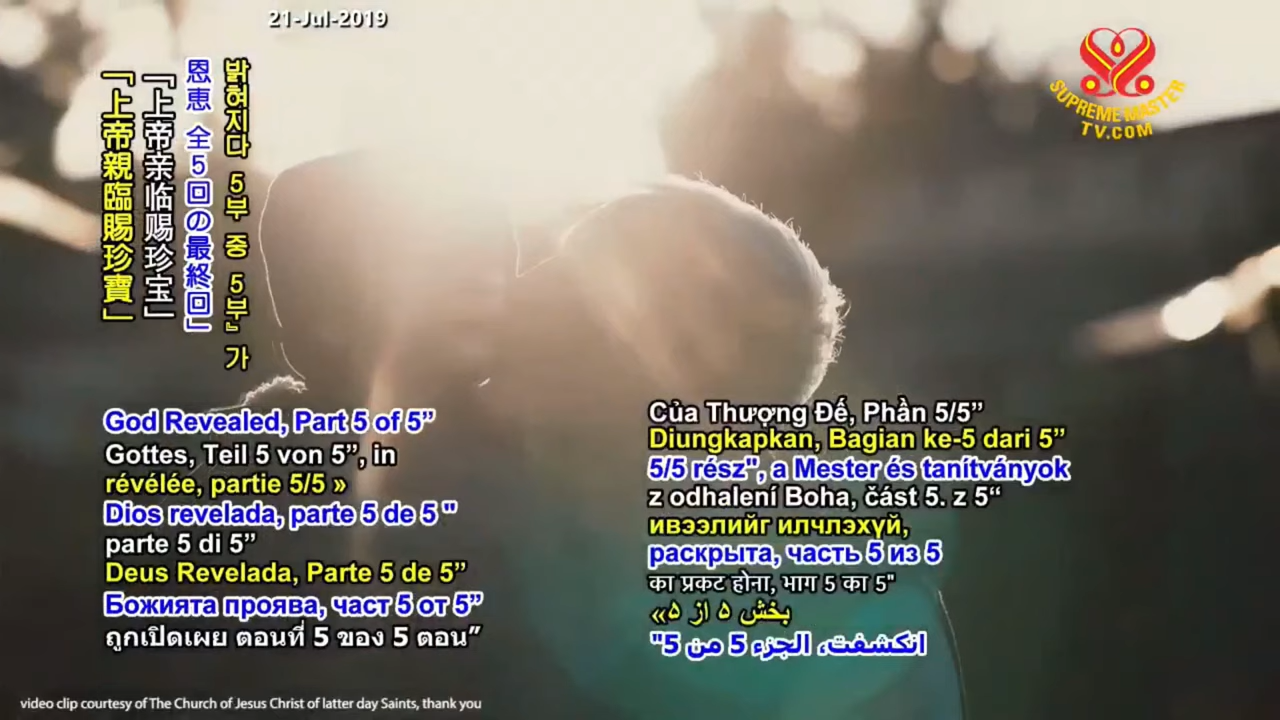 21-Jul-2019
SUPREME MASTER
TV.COM
「上帝親臨賜珍寶」
「上帝亲临赐珍宝」
恩恵 全5回の最終回」
밝혀지다 5부 중 5부』가
God Revealed, Part 5 of 5”
Gottes, Teil 5 von 5”, in
révélée, partie 5/5 »
Dios revelada, parte 5 de 5 "
parte 5 di 5”
Deus Revelada, Parte 5 de 5”
Божията проява, част 5 от 5”
ถูกเปิดเผย ตอนที่ 5 ของ 5 ตอน”
Của Thượng Đế, Phần 5/5”
Diungkapkan, Bagian ke-5 dari 5”
5/5 rész", a Mester és tanítványok
z odhalení Boha, část 5. z 5“
ивээлийг илчлэхүй,
раскрыта, часть 5 из 5
का प्रकट होना, भाग 5 का 5"
بخش ۵ از ۵»
انكشفت، الجزء 5 من 5"
video clip courtesy of The Church of Jesus Christ of latter day Saints, thank you